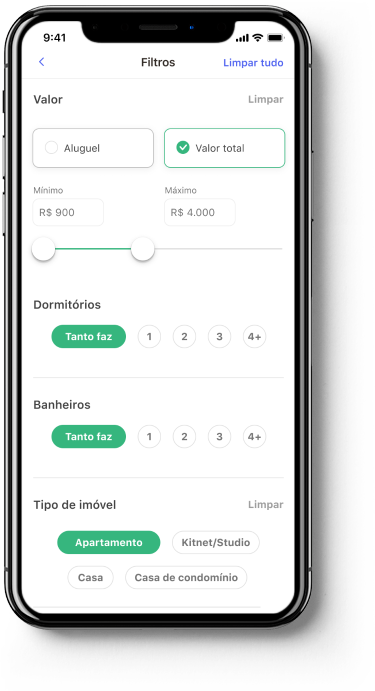 9:41
Filtros Limpar tudo
Valor Limpar
Aluguel Valor total
Mínimo Máximo
R$ 900 R$ 4.000
Dormitórios
Tanto faz 1 2 3 4+
Banheiros
Tanto faz 1 2 3 4+
Tipo de imóvel Limpar
Apartamento Kitnet/Studio
Casa Casa de condomínio